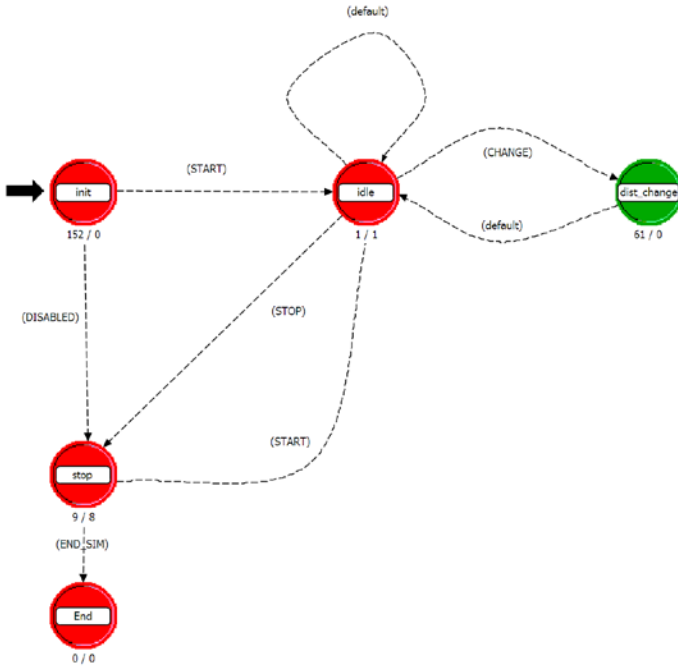 (default)
(START)
(CHANGE)
init
idle
dist_change
152 / 0
1 / 1
61 / 0
(default)
(DISABLED)
(STOP)
(START)
stop
9 / 8
(END_SIM)
End
0 / 0